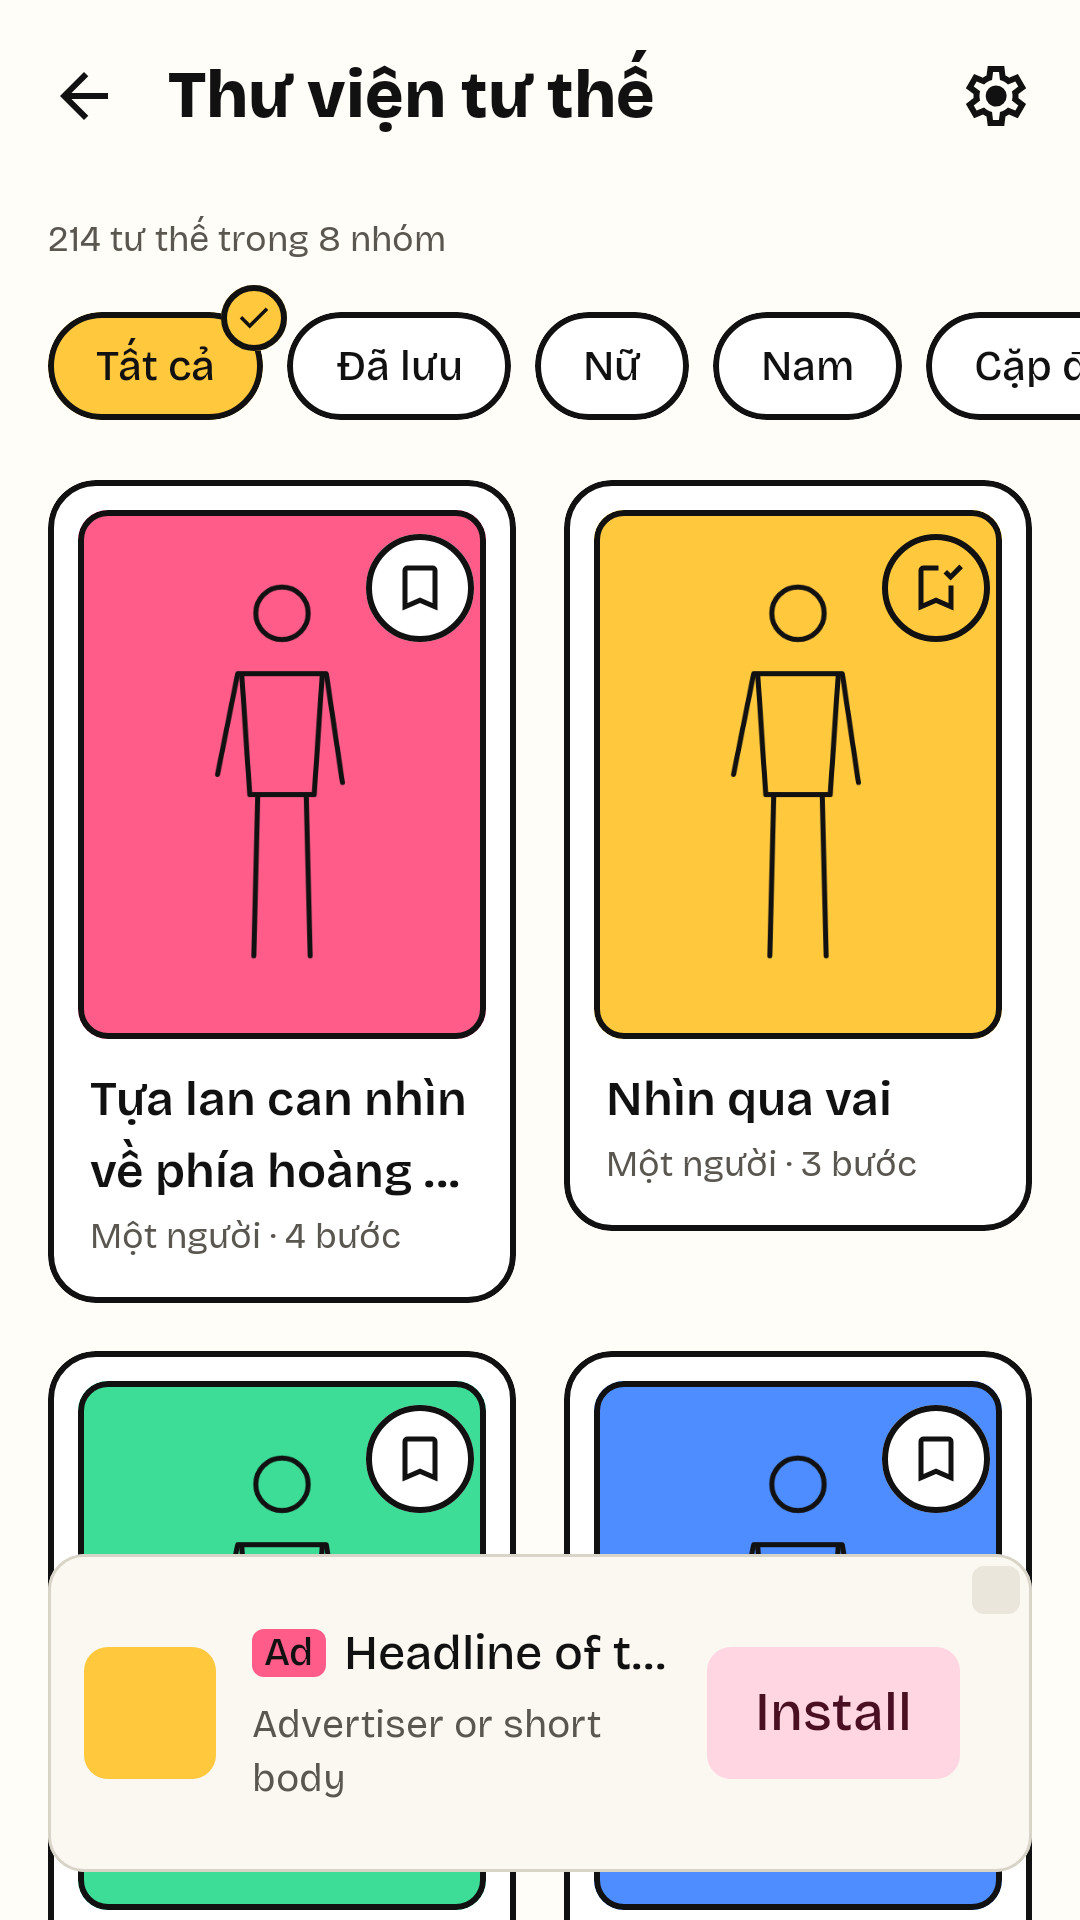 Thư viện tư thế
214 tư thế trong 8 nhóm
Tất cả
Đã lưu
Nữ
Nam
Cặp
Tựa lan can nhìn
về phía hoàng ...
Một người · 4 bước
Nhìn qua vai
Một người · 3 bước
Ad Headline of t...
Advertiser or short
body
Install